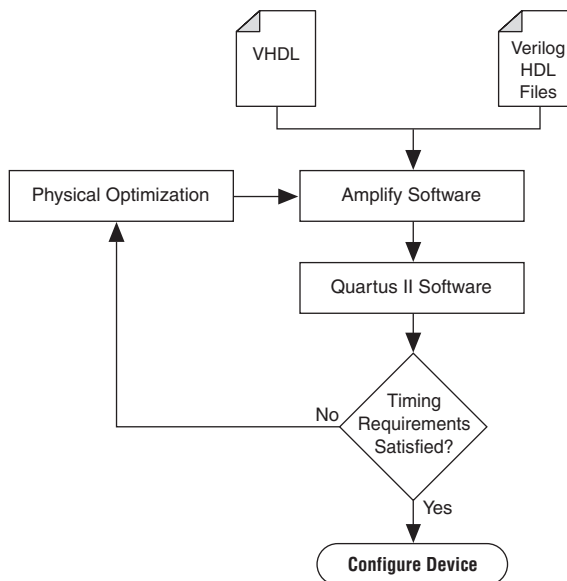 VHDL
Verilog
HDL
Files
Physical Optimization
Amplify Software
Quartus II Software
Timing
Requirements
Satisfied?
No
Yes
Configure Device